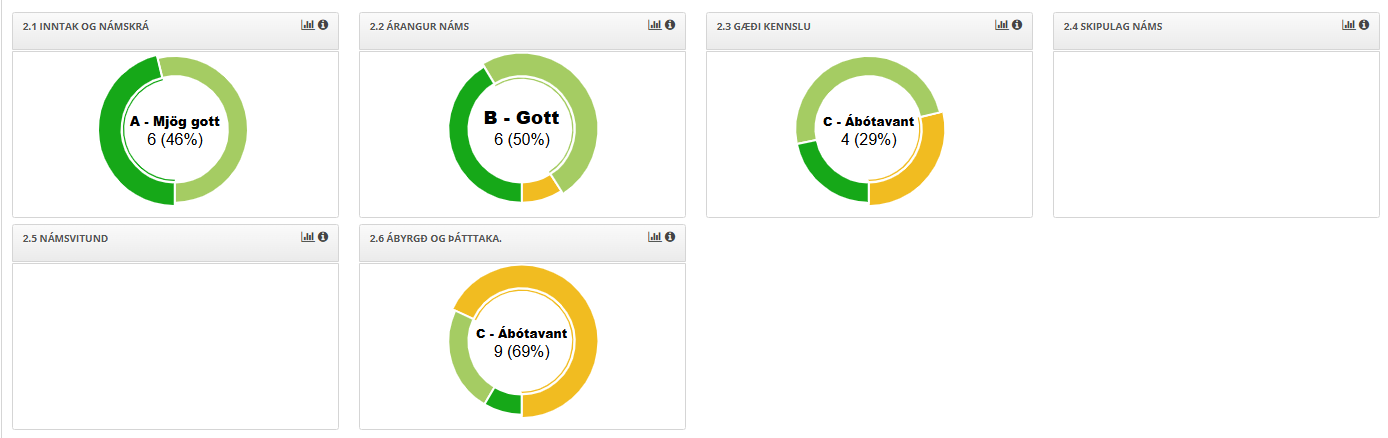 2.1 INNTAK OG NÁMSKRÁ
A - Mjög gott
6 (46%)
2.2 ÁRANGUR NÁMS
B - Gott
6 (50%)
2.3 GÆÐI KENNSLU
C - Ábótavant
4 (29%)
2.4 SKIPULAG NÁMS
2.5 NÁMSVITUND
2.6 ÁBYRGÐ OG ÞÁTTTAKA.
C - Ábótavant
9 (69%)